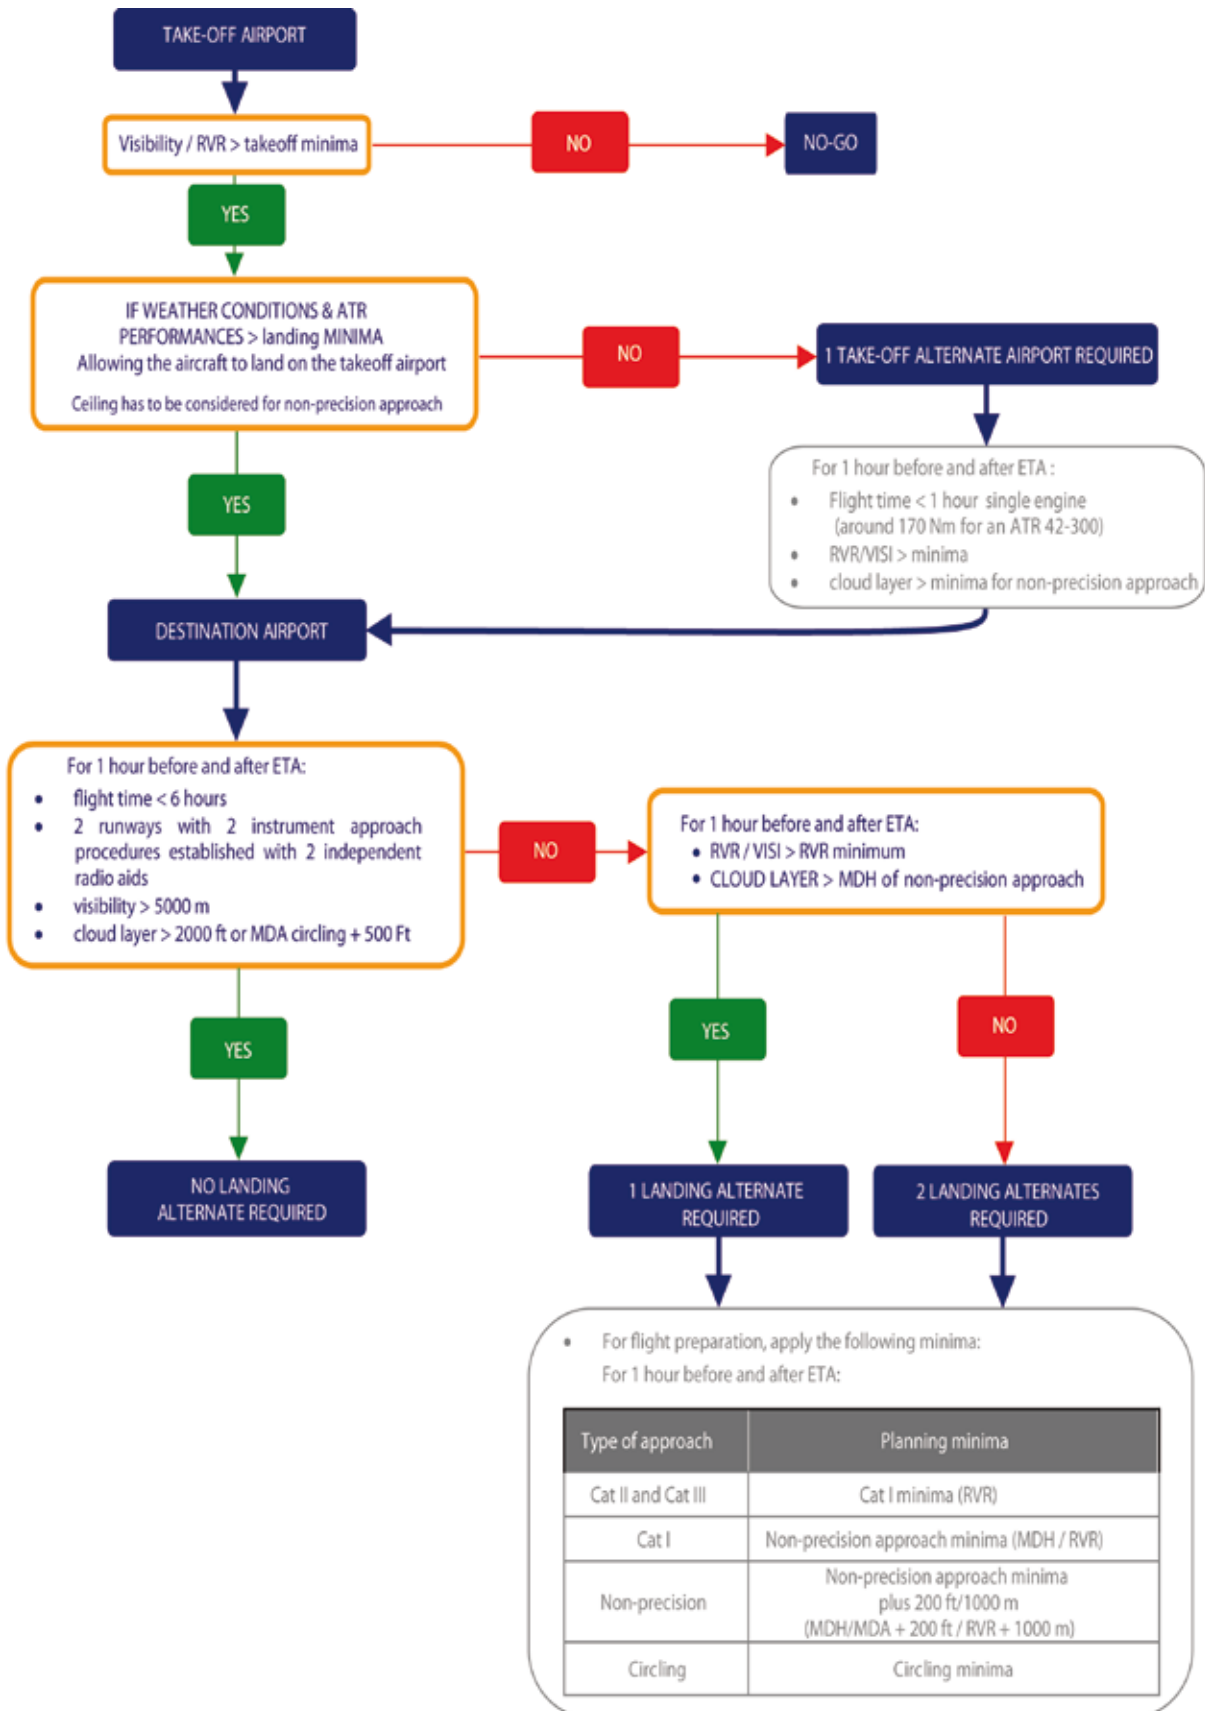 TAKE-OFF AIRPORT
Visibility / RVR > takeoff minima
NO
NO-GO
YES
IF WEATHER CONDITIONS & ATR
PERFORMANCES > landing MINIMA
Allowing the aircraft to land on the takeoff airport
Ceiling has to be considered for non-precision approach
NO
1 TAKE-OFF ALTERNATE AIRPORT REQUIRED
For 1 hour before and after ETA :
• Flight time < 1 hour single engine
(around 170 Nm for an ATR 42-300)
• RVR/VISI > minima
• cloud layer > minima for non-precision approach
YES
DESTINATION AIRPORT
For 1 hour before and after ETA:
• flight time < 6 hours
• 2 runways with 2 instrument approach
procedures established with 2 independent
radio aids
• visibility > 5000 m
• cloud layer > 2000 ft or MDA circling + 500 Ft
NO
For 1 hour before and after ETA:
• RVR / VISI > RVR minimum
• CLOUD LAYER > MDH of non-precision approach
YES
YES
NO
NO LANDING
ALTERNATE REQUIRED
1 LANDING ALTERNATE
REQUIRED
2 LANDING ALTERNATES
REQUIRED
• For flight preparation, apply the following minima:
For 1 hour before and after ETA:
Type of approach
Planning minima
Cat II and Cat III
Cat I minima (RVR)
Cat I
Non-precision approach minima (MDH / RVR)
Non-precision
Non-precision approach minima
plus 200 ft/1000 m
(MDH/MDA + 200 ft / RVR + 1000 m)
Circling
Circling minima